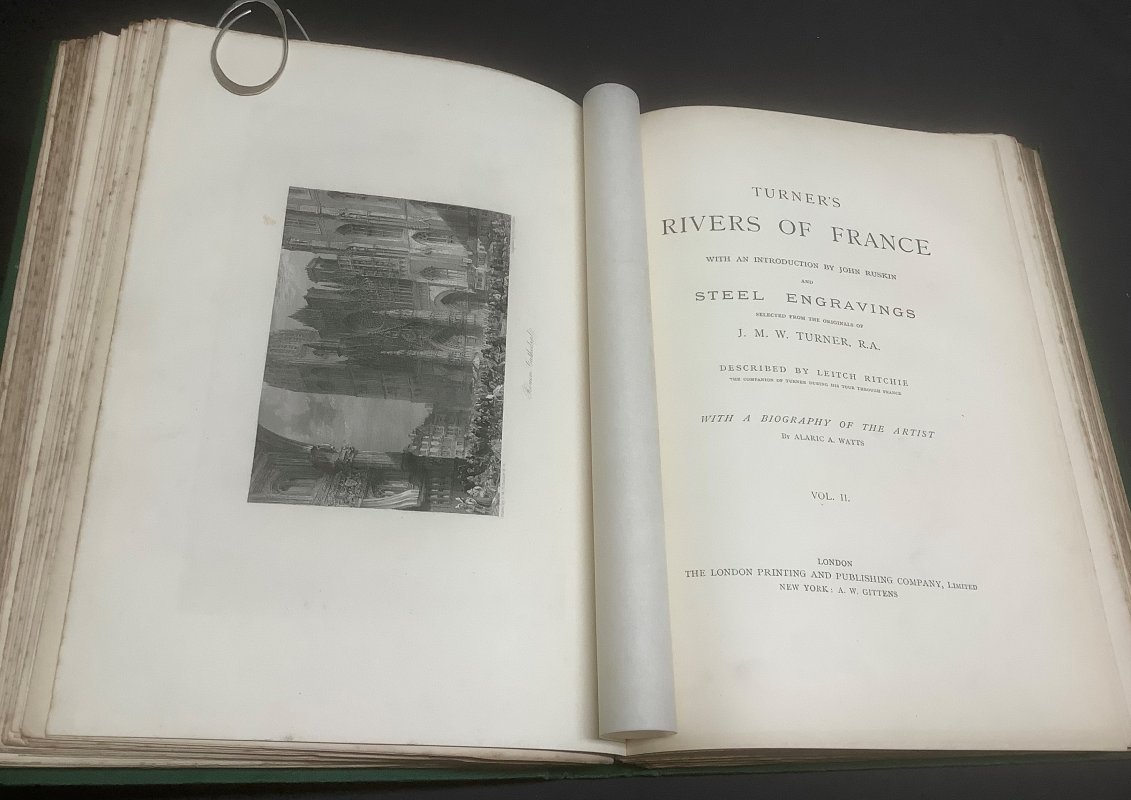 Rouen Cathedral.
TURNER'S
RIVERS OF FRANCE
WITH AN INTRODUCTION BY JOHN RUSKIN
AND
STEEL ENGRAVINGS
SELECTED FROM THE ORIGINALS OF
J. M. W. TURNER, R.A.
DESCRIBED BY LEITCH RITCHIE
THE COMPANION OF TURNER DURING HIS TOUR THROUGH FRANCE
WITH A BIOGRAPHY OF THE ARTIST
BY ALARIC A. WATTS
VOL. II.
LONDON
THE LONDON PRINTING AND PUBLISHING COMPANY, LIMITED
NEW YORK: A. W. GITTENS